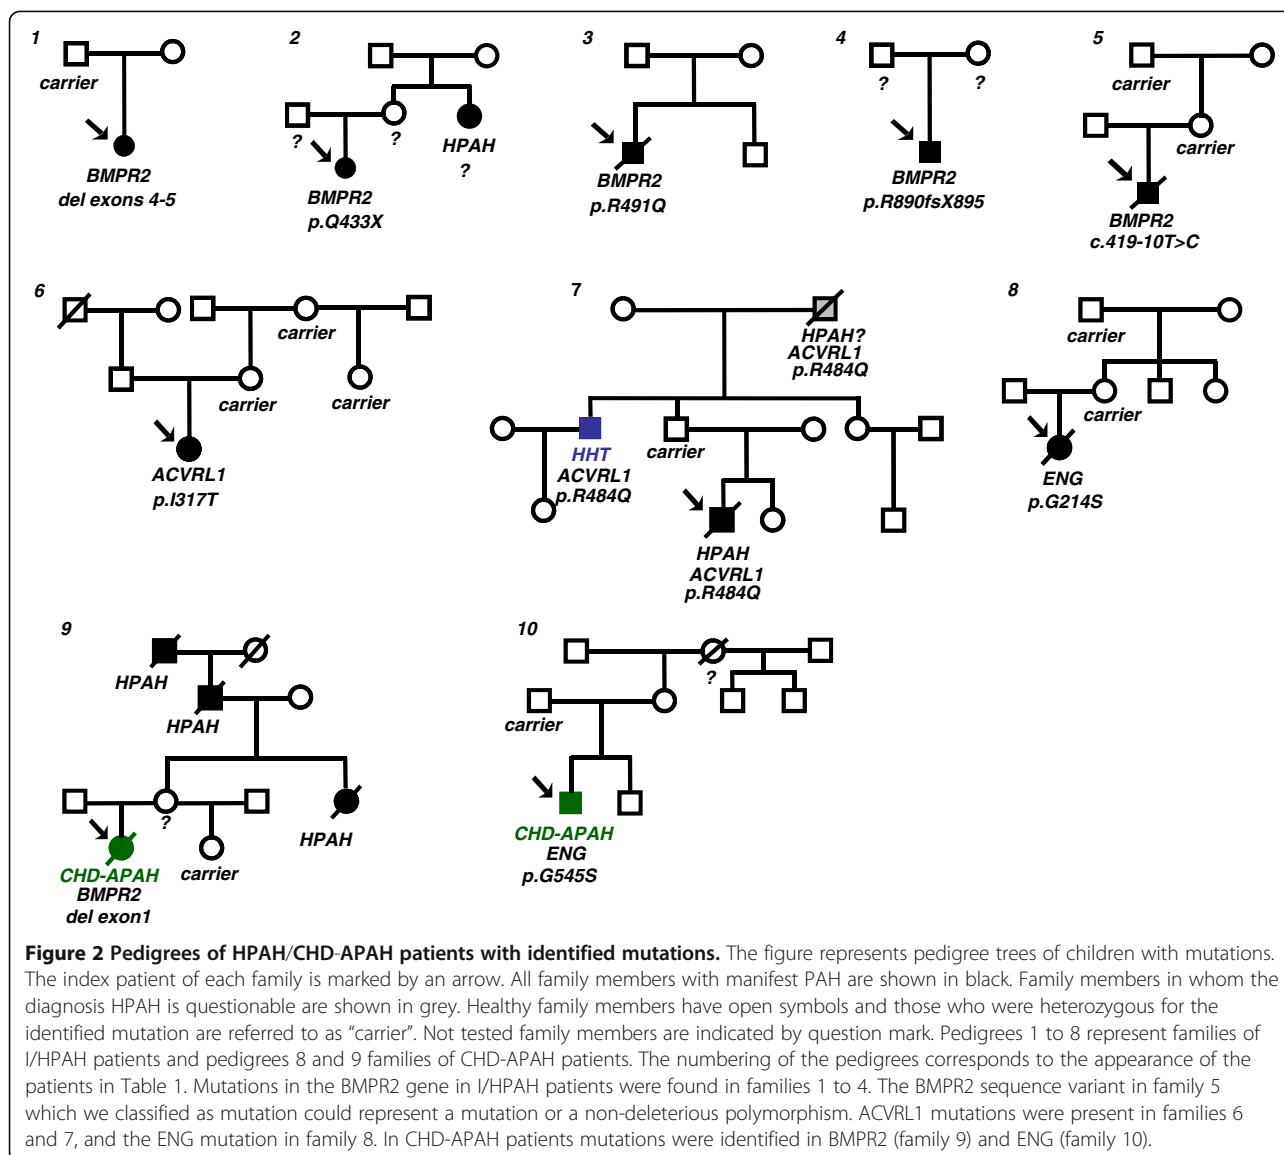 1
carrier
BMPR2
del exons 4-5
2
?
?
HPAH
?
BMPR2
p.Q433X
3
BMPR2
p.R491Q
4
?
?
BMPR2
p.R890fsX895
5
carrier
carrier
BMPR2
c.419-10T>C
6
carrier
carrier
carrier
ACVRL1
p.I317T
7
HPAH?
ACVRL1
p.R484Q
HHT
ACVRL1
p.R484Q
carrier
HPAH
ACVRL1
p.R484Q
8
carrier
carrier
ENG
p.G214S
9
HPAH
HPAH
?
HPAH
CHD-APAH
BMPR2
del exon1
carrier
10
?
carrier
CHD-APAH
ENG
p.G545S
Figure 2 Pedigrees of HPAH/CHD-APAH patients with identified mutations. The figure represents pedigree trees of children with mutations.
The index patient of each family is marked by an arrow. All family members with manifest PAH are shown in black. Family members in whom the
diagnosis HPAH is questionable are shown in grey. Healthy family members have open symbols and those who were heterozygous for the
identified mutation are referred to as “carrier”. Not tested family members are indicated by question mark. Pedigrees 1 to 8 represent families of
I/HPAH patients and pedigrees 8 and 9 families of CHD-APAH patients. The numbering of the pedigrees corresponds to the appearance of the
patients in Table 1. Mutations in the BMPR2 gene in I/HPAH patients were found in families 1 to 4. The BMPR2 sequence variant in family 5
which we classified as mutation could represent a mutation or a non-deleterious polymorphism. ACVRL1 mutations were present in families 6
and 7, and the ENG mutation in family 8. In CHD-APAH patients mutations were identified in BMPR2 (family 9) and ENG (family 10).